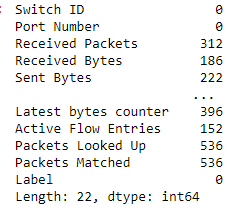 Switch ID 0
Port Number 0
Received Packets 312
Received Bytes 186
Sent Bytes 222
...
Latest bytes counter 396
Active Flow Entries 152
Packets Looked Up 536
Packets Matched 536
Label 0
Length: 22, dtype: int64